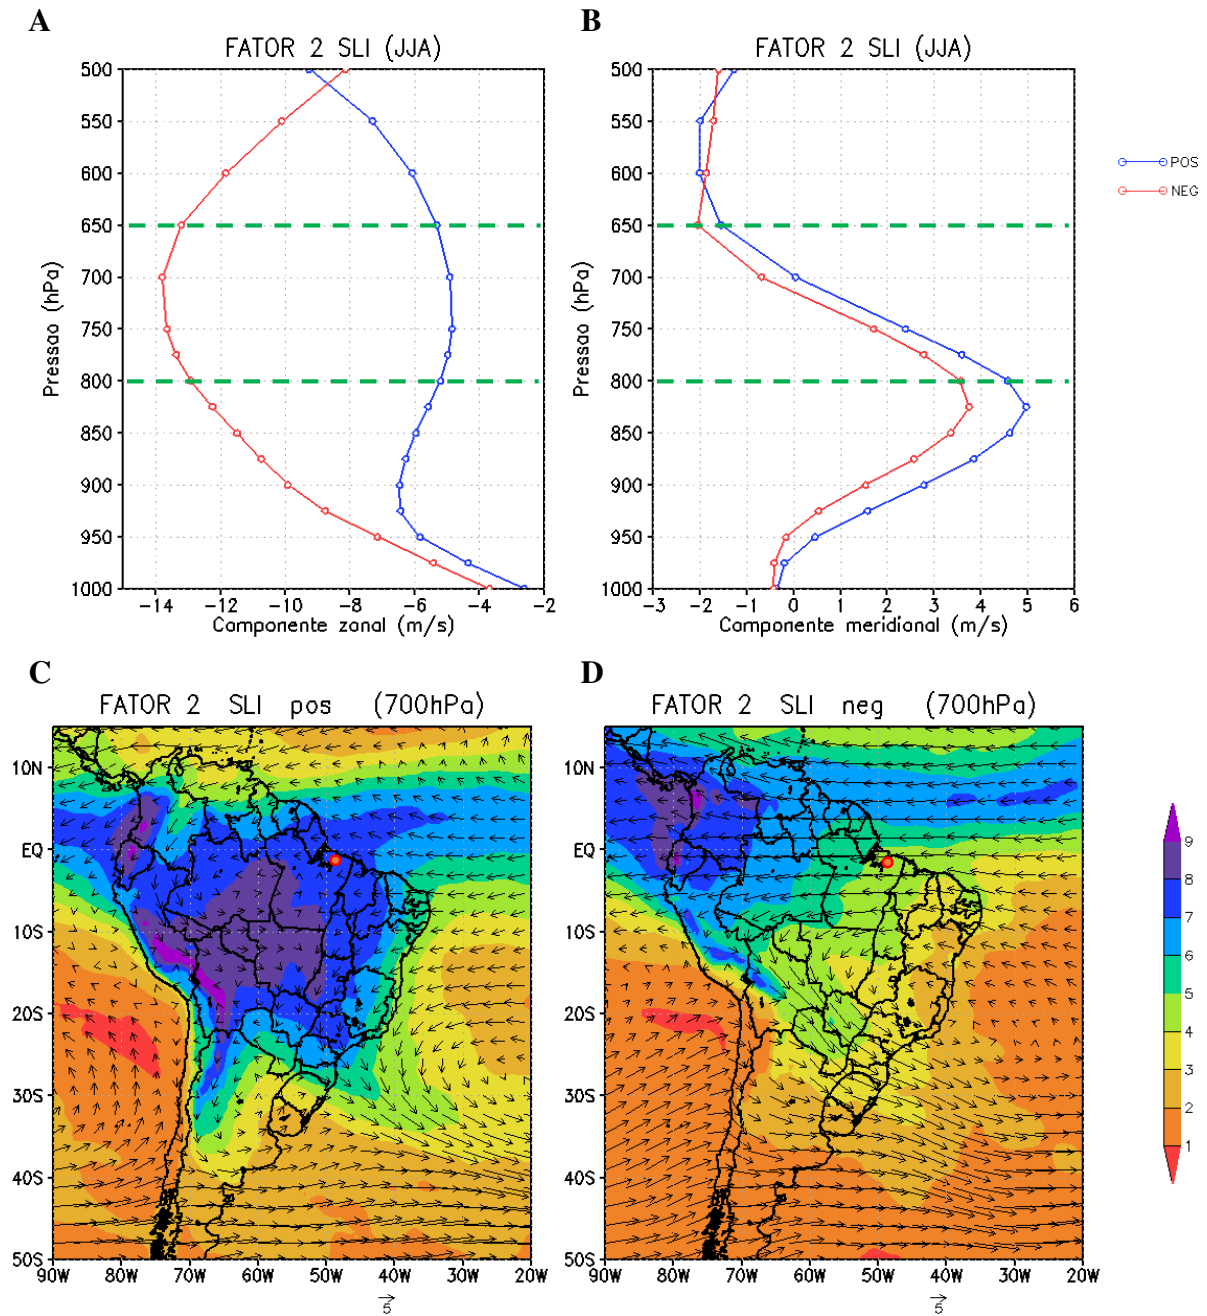 A
B
FATOR 2 SLI (JJA)
FATOR 2 SLI (JJA)
500
550
600
650
700
750
800
850
900
950
1000
Pressao (hPa)
−14 −12 −10 −8 −6 −4 −2
Componente zonal (m/s)
500
550
600
650
700
750
800
850
900
950
1000
Pressao (hPa)
−3 −2 −1 0 1 2 3 4 5 6
Componente meridianal (m/s)
POS
NEG
C
D
FATOR 2 SLI pos (700hPa)
FATOR 2 SLI neg (700hPa)
10N
EQ
10S
20S
30S
40S
50S
90W 80W 70W 60W 50W 40W 30W 20W
5
10N
EQ
10S
20S
30S
40S
50S
90W 80W 70W 60W 50W 40W 30W 20W
5
9
8
7
6
5
4
3
2
1